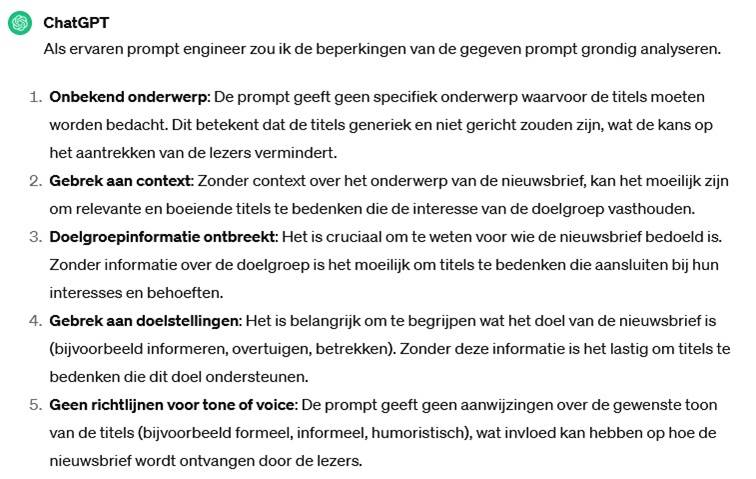 ChatGPT
Als ervaren prompt engineer zou ik de beperkingen van de gegeven prompt grondig analyseren.
1. Onbekend onderwerp: De prompt geeft geen specifiek onderwerp waarvoor de titels moeten
worden bedacht. Dit betekent dat de titels generiek en niet gericht zouden zijn, wat de kans op
het aantrekken van de lezers vermindert.
2. Gebrek aan context: Zonder context over het onderwerp van de nieuwsbrief, kan het moeilijk zijn
om relevante en boeiende titels te bedenken die de interesse van de doelgroep vasthouden.
3. Doelgroepinformatie ontbreekt: Het is cruciaal om te weten voor wie de nieuwsbrief bedoeld is.
Zonder informatie over de doelgroep is het moeilijk om titels te bedenken die aansluiten bij hun
interesses en behoeften.
4. Gebrek aan doelstellingen: Het is belangrijk om te begrijpen wat het doel van de nieuwsbrief is
(bijvoorbeeld informeren, overtuigen, betrekken). Zonder deze informatie is het lastig om titels te
bedenken die dit doel ondersteunen.
5. Geen richtlijnen voor tone of voice: De prompt geeft geen aanwijzingen over de gewenste toon
van de titels (bijvoorbeeld formeel, informeel, humoristisch), wat invloed kan hebben op hoe de
nieuwsbrief wordt ontvangen door de lezers.